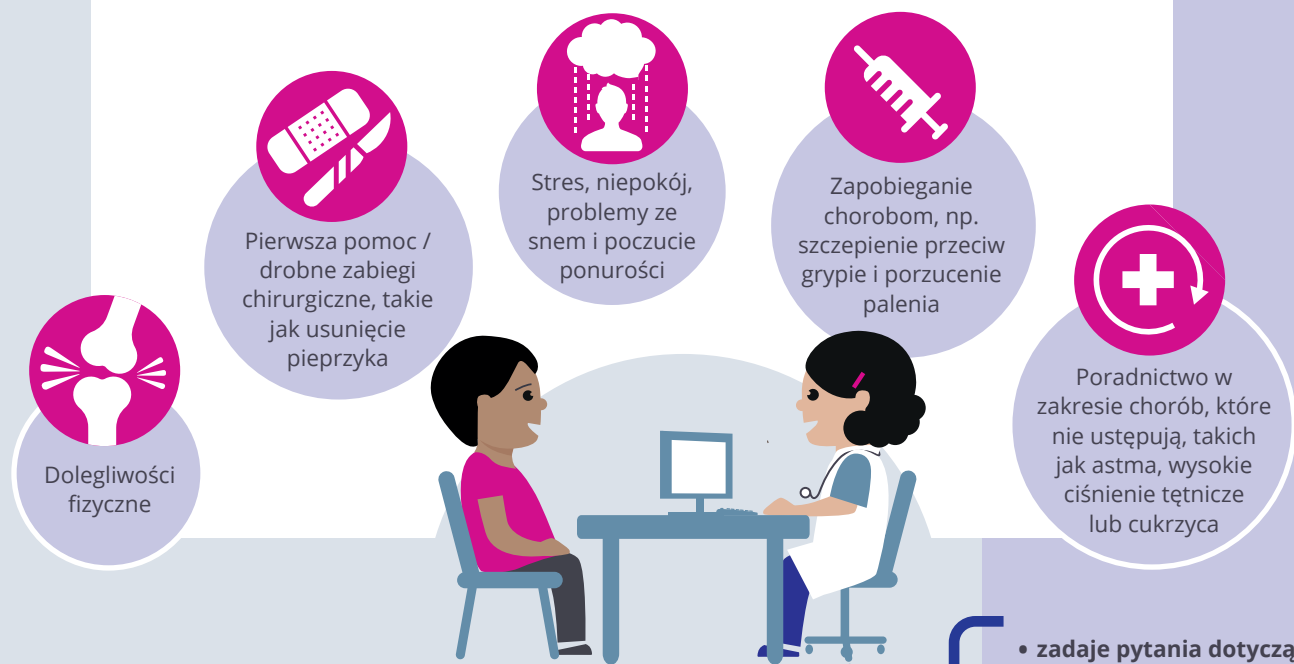 Dolegliwości
fizyczne
Pierwsza pomoc /
drobne zabiegi
chirurgiczne, takie
jak usunięcie
pieprzyka
Stres, niepokój,
problemy ze
snem i poczucie
ponurości
Zapobieganie
chorobom, np.
szczepienie przeciw
grypie i porzucenie
palenia
Poradnictwo w
zakresie chorób, które
nie ustępują, takich
jak astma, wysokie
ciśnienie tętnicze
lub cukrzyca
• zadaje pytania